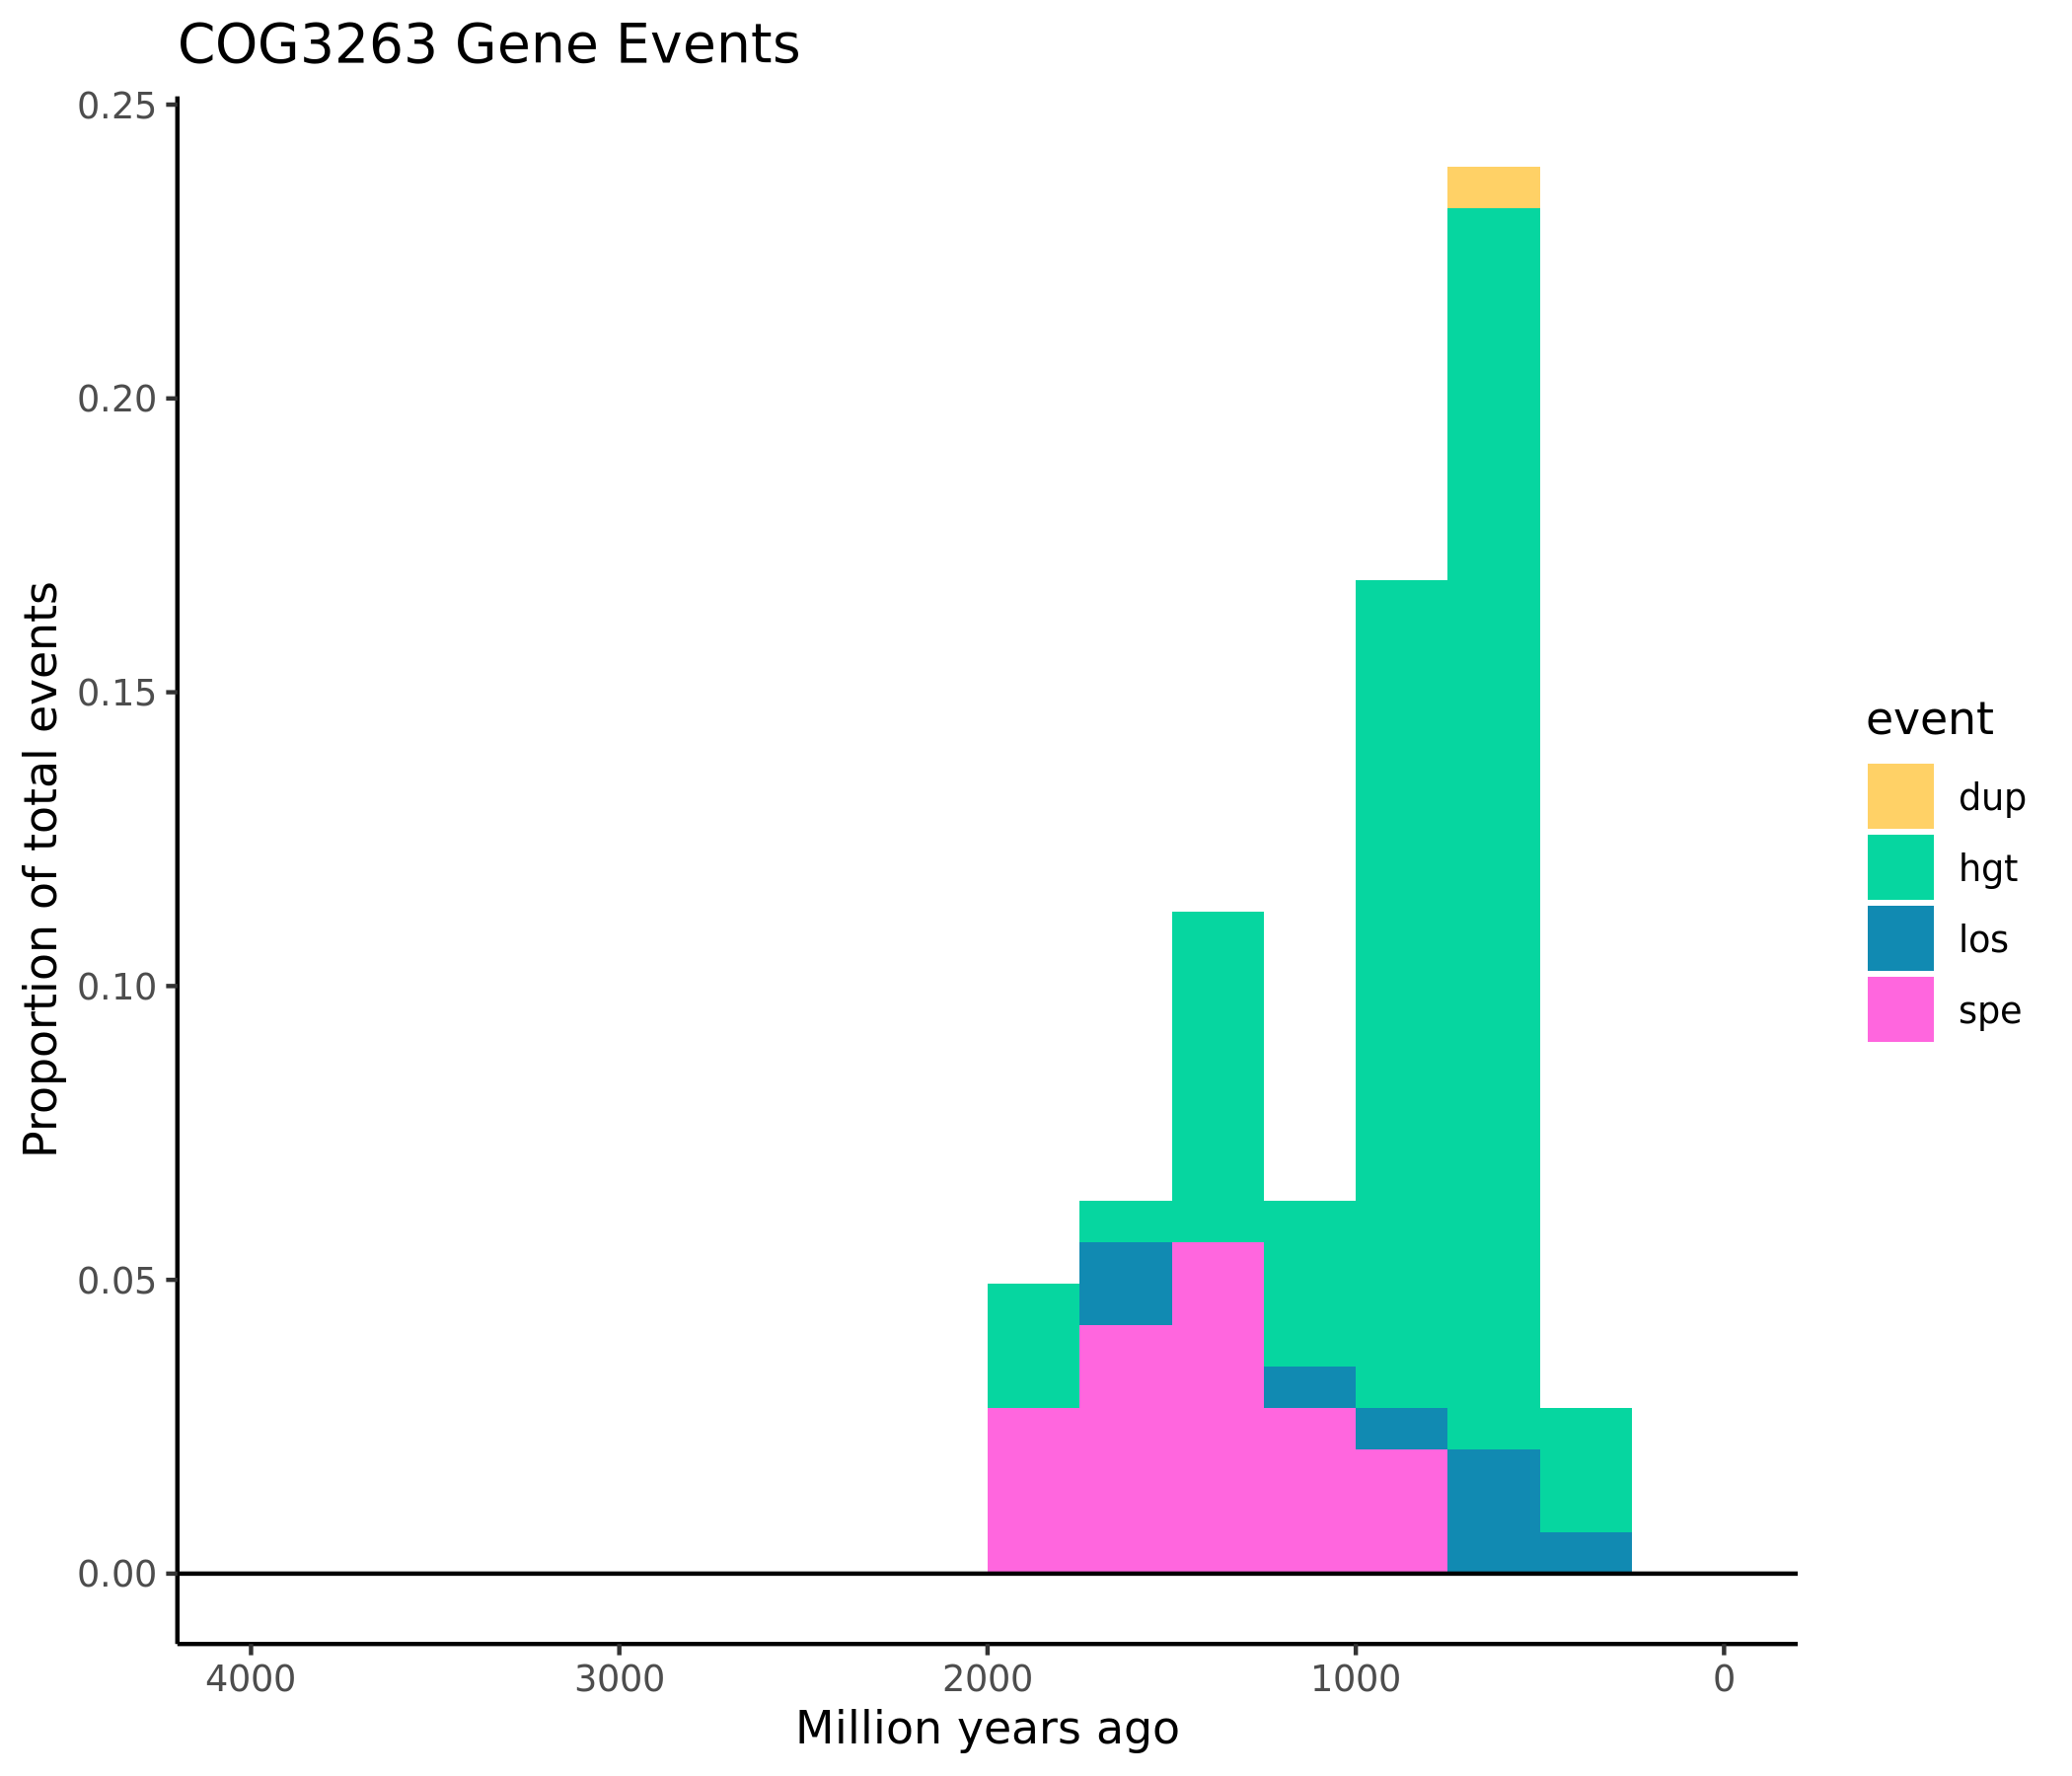 COG3263 Gene Events
0.25
0.20
0.15
0.10
0.05
0.00
Proportion of total events
4000
3000
2000
1000
0
Million years ago
event
dup
hgt
los
spe